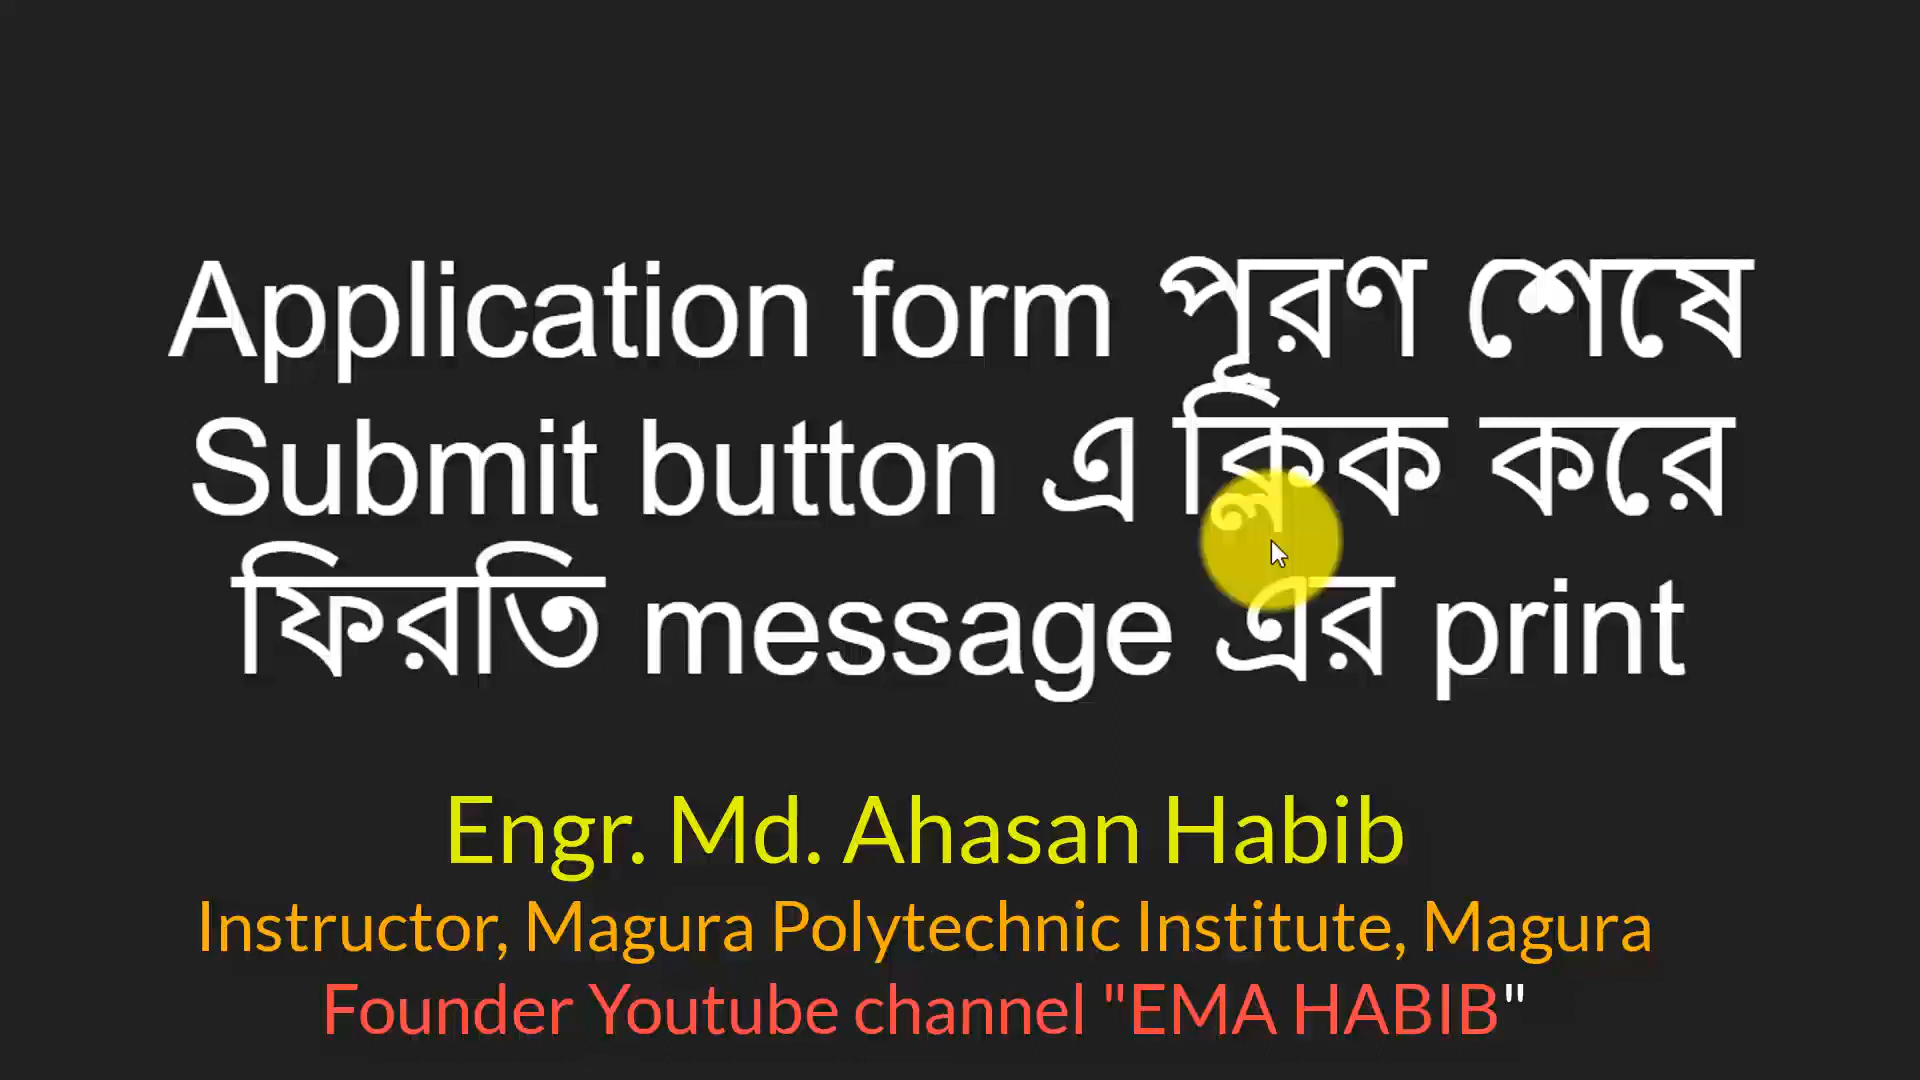 Application form পূরণ শেষে
Submit button এ ক্লিক করে
ফিরতি message এর print
Engr. Md. Ahasan Habib
Instructor, Magura Polytechnic Institute, Magura
Founder Youtube channel "EMA HABIB"